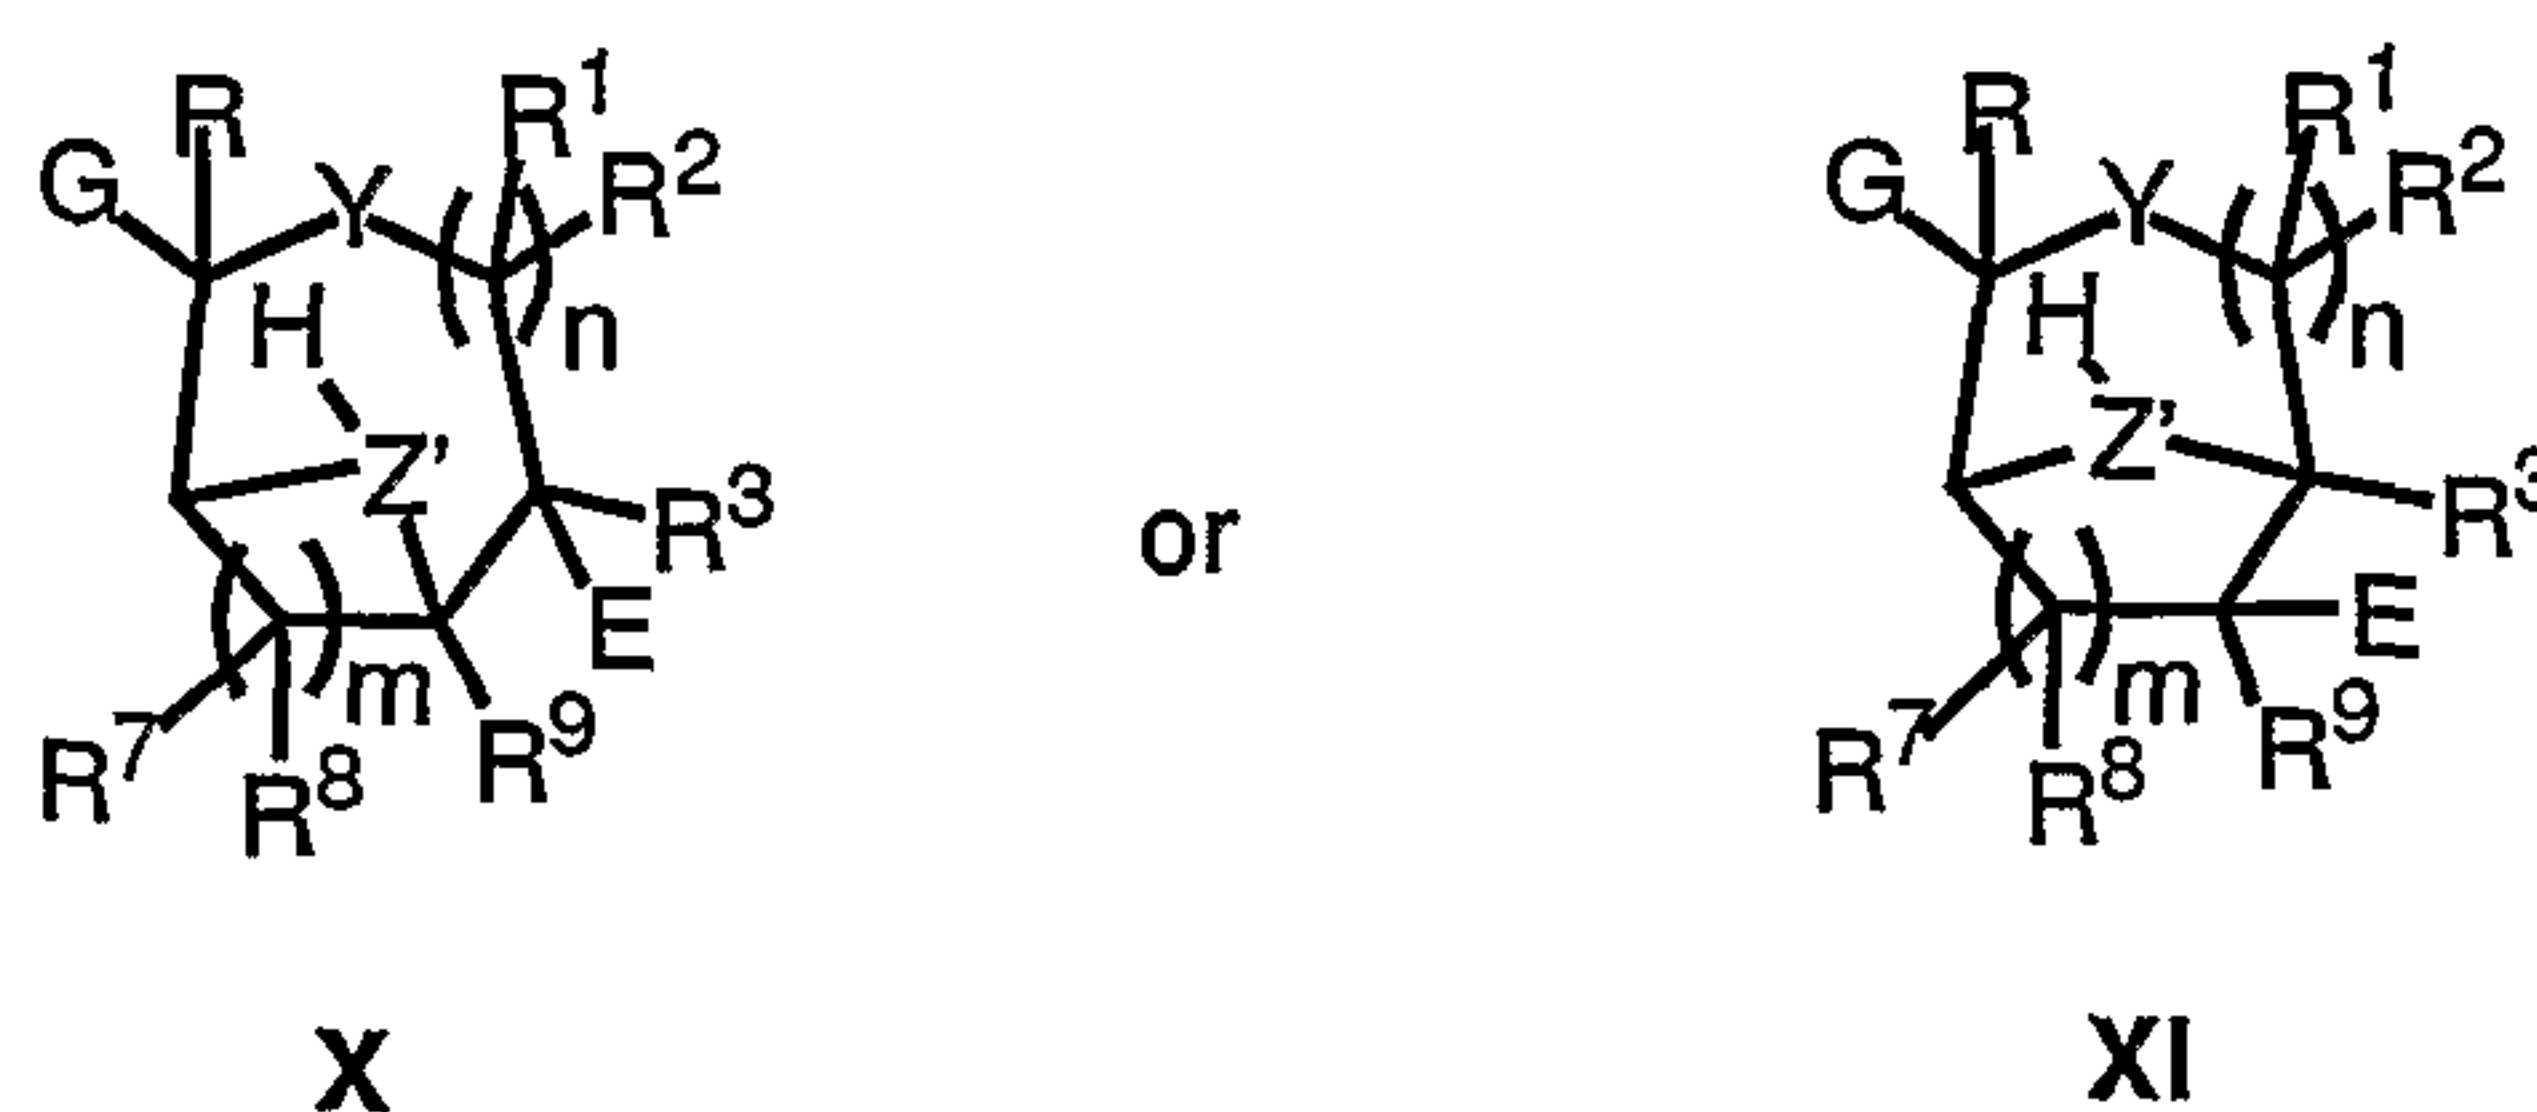 R R¹ R R¹
G Y R² G Y R²
H n H n
Z' R³ Z' R³
or
E E
m m
R⁷ R⁸ R⁹ R⁷ R⁸ R⁹
X XI